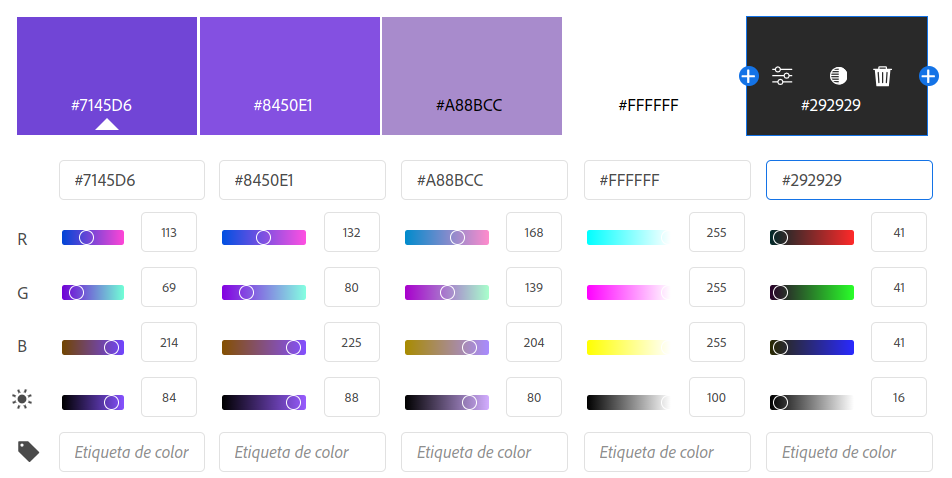 #7145D6 #8450E1 #A88BCC #FFFFFF #292929
#7145D6 #8450E1 #A88BCC #FFFFFF #292929
R 113 132 168 255 41
G 69 80 139 255 41
B 214 225 204 255 41
84 88 80 100 16
Etiqueta de color Etiqueta de color Etiqueta de color Etiqueta de color Etiqueta de color